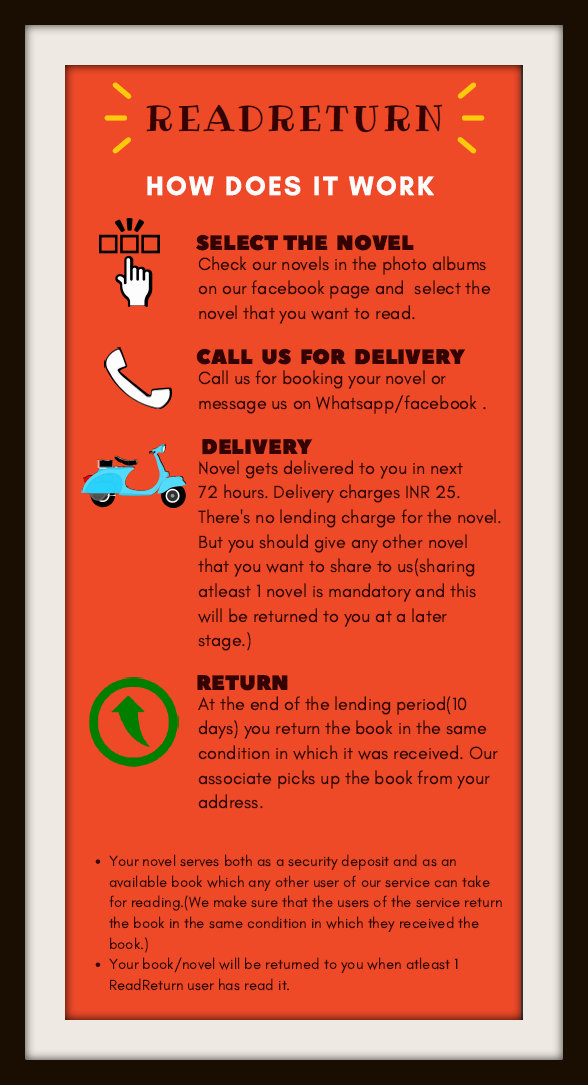 READRETURN
HOW DOES IT WORK
SELECT THE NOVEL
Check our novels in the photo albums
on our facebook page and  select the
novel that you want to read.
CALL US FOR DELIVERY
Call us for booking your novel or
message us on Whatsapp/facebook .
DELIVERY
Novel gets delivered to you in next
72 hours. Delivery charges INR 25.
There's no lending charge for the novel.
But you should give any other novel
that you want to share to us(sharing
atleast 1 novel is mandatory and this
will be returned to you at a later
stage.)
RETURN
At the end of the lending period(10
days) you return the book in the same
condition in which it was received. Our
associate picks up the book from your
address.
• Your novel serves both as a security deposit and as an
available book which any other user of our service can take
for reading.(We make sure that the users of the service return
the book in the same condition in which they received the
book.)
• Your book/novel will be returned to you when atleast 1
ReadReturn user has read it.